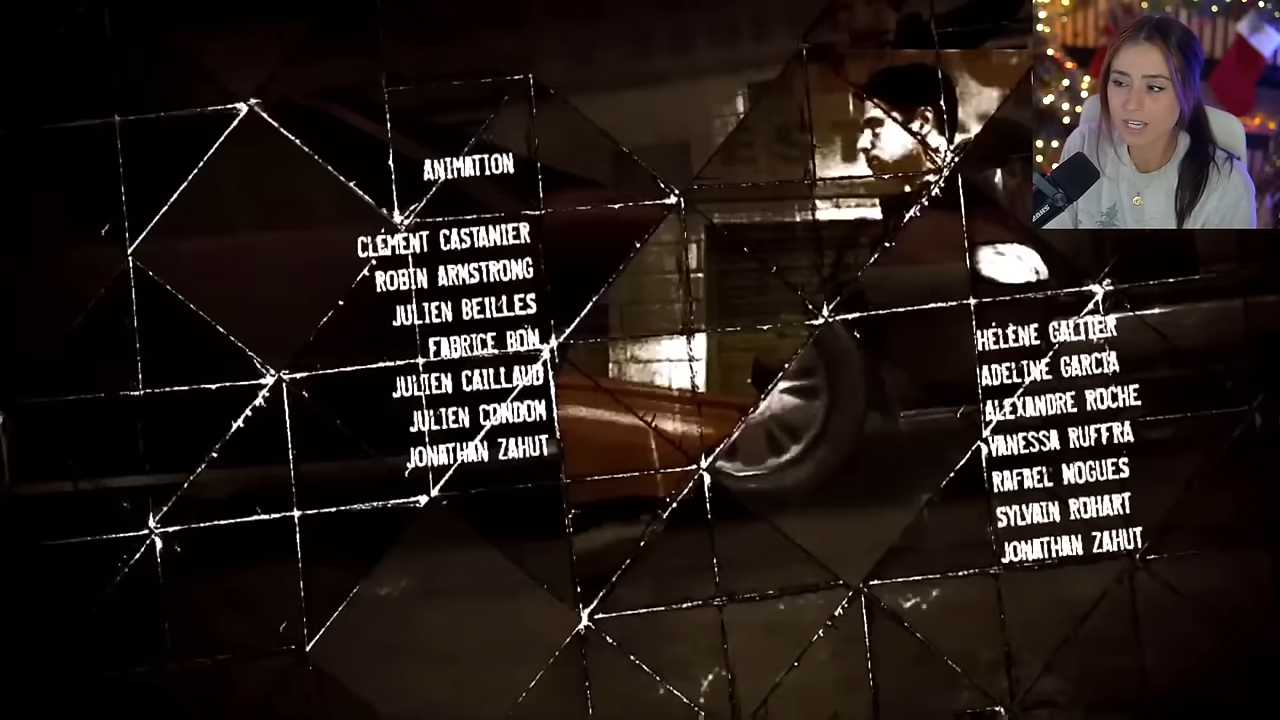 ANIMATION
CLÉMENT CASTANIER
ROBIN ARMSTRONG
JULIEN BEILLES
FABRICE BON
JULIEN CAILLAUD
JULIEN CONDOM
JONATHAN ZAHUT
HÉLÈNE GALTIER
ADELINE GARCIA
ALEXANDRE ROCHE
VANESSA RUFFRA
RAFAEL NOGUES
SYLVAIN ROHART
JONATHAN ZAHUT